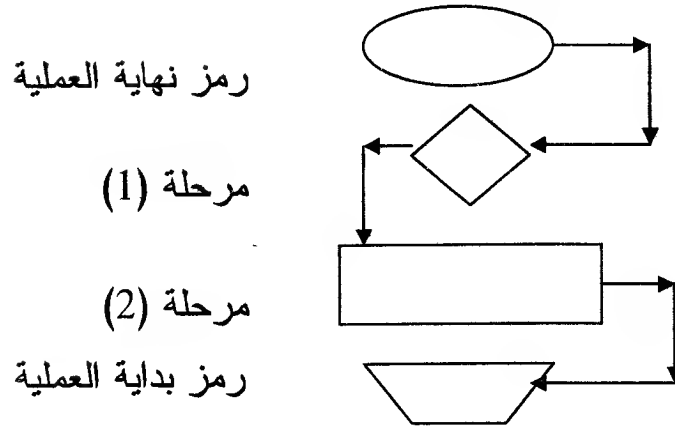 رمز نهاية العملية
مرحلة (1)
مرحلة (2)
رمز بداية العملية